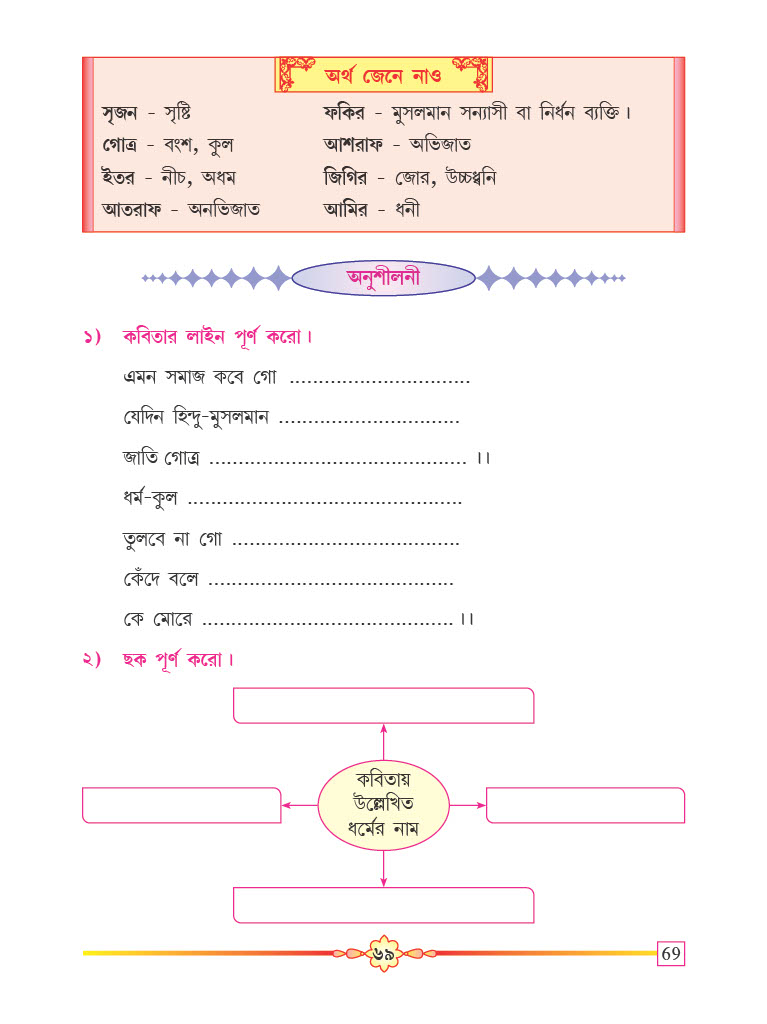 অর্থ জেনে নাও
সৃজন - সৃষ্টি ফকির - মুসলমান সন্যাসী বা নির্ধন ব্যক্তি।
গোত্র - বংশ, কুল আশরাফ - অভিজাত
ইতর - নীচ, অধম জিগির - জোর, উচ্চধ্বনি
আতরাফ - অনভিজাত আমির - ধনী
অনুশীলনী
১) কবিতার লাইন পূর্ণ করো।
এমন সমাজ কবে গো ...............................
যেদিন হিন্দু-মুসলমান ...............................
জাতি গোত্র ............................................ ।।
ধর্ম-কুল ...............................................
তুলবে না গো .......................................
কেঁদে বলে ..........................................
কে মোরে ...........................................।।
২) ছক পূর্ণ করো।
কবিতায়
উল্লেখিত
ধর্মের নাম
৬৯
69